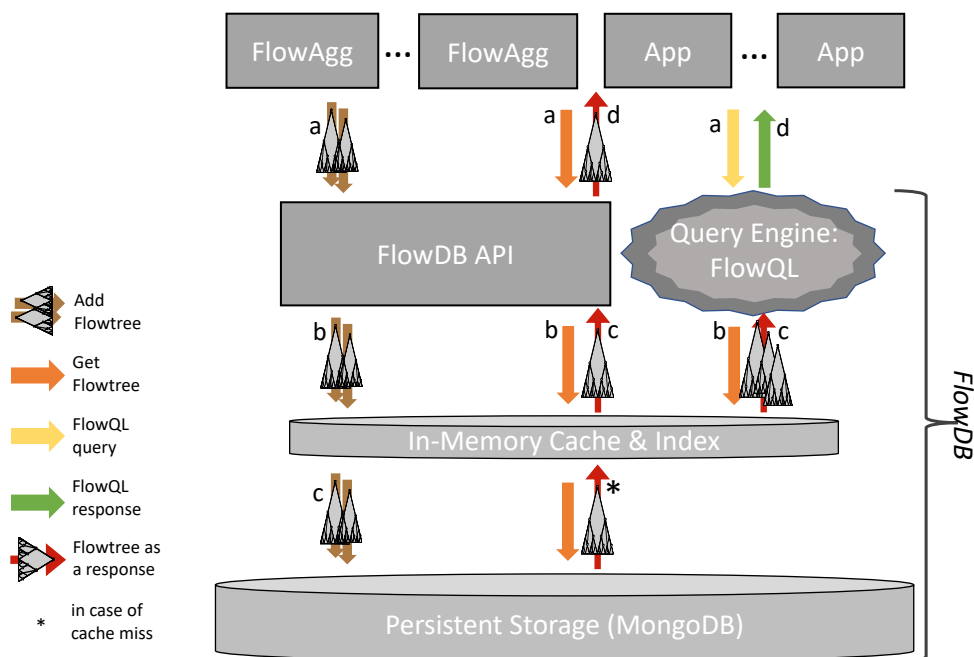 FlowAgg ... FlowAgg App ... App
a a d a d
FlowDB API
Query Engine:
FlowQL
b b c b c
In-Memory Cache & Index
c *
Persistent Storage (MongoDB)
FlowDB
Add
Flowtree
Get
Flowtree
FlowQL
query
FlowQL
response
Flowtree as
a response
* in case of
cache miss